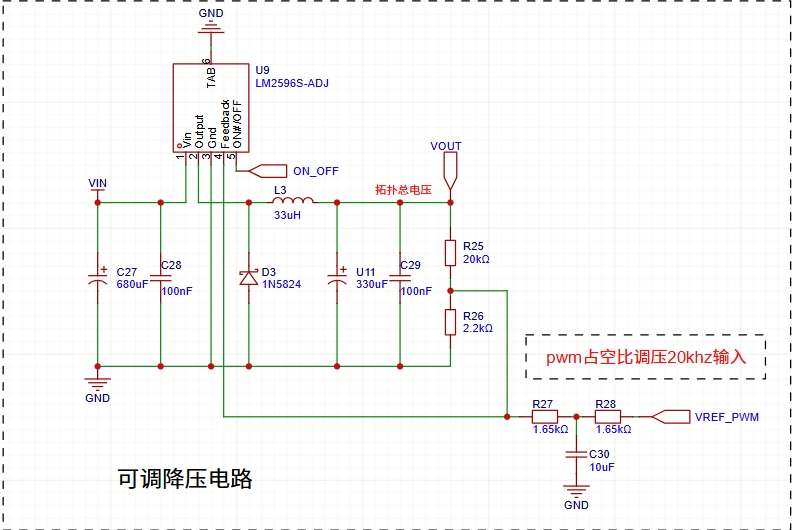 GND
U9
LM2596S-ADJ
TAB
6
Vin
Output
Gnd
Feedback
ON#/OFF
1
2
3
4
5
ON_OFF
VOUT
VIN
L3
33uH
拓扑总电压
C27
680uF
C28
100nF
D3
1N5824
U11
330uF
C29
100nF
R25
20kΩ
R26
2.2kΩ
GND
pwm占空比调压20khz输入
R27
1.65kΩ
R28
1.65kΩ
VREF_PWM
C30
10uF
GND
可调降压电路